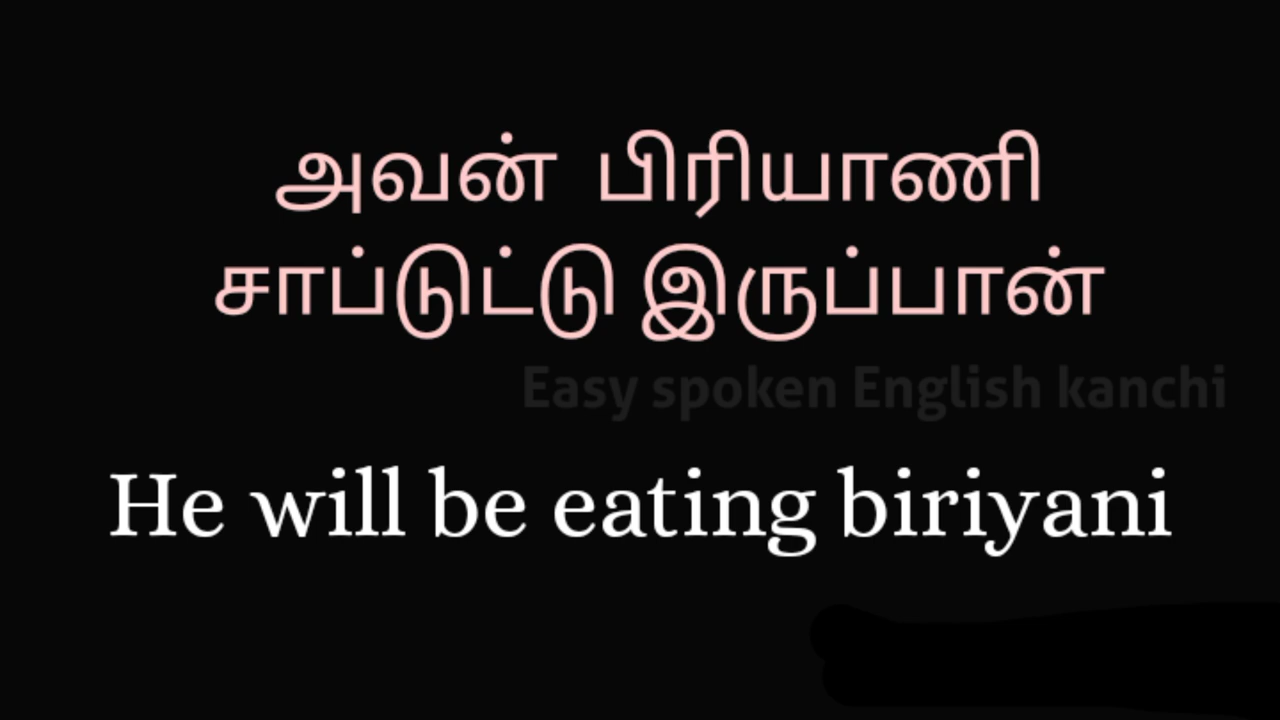 அவன் பிரியாணி
சாப்டுட்டு இருப்பான்
Easy spoken English kanchi
He will be eating biriyani